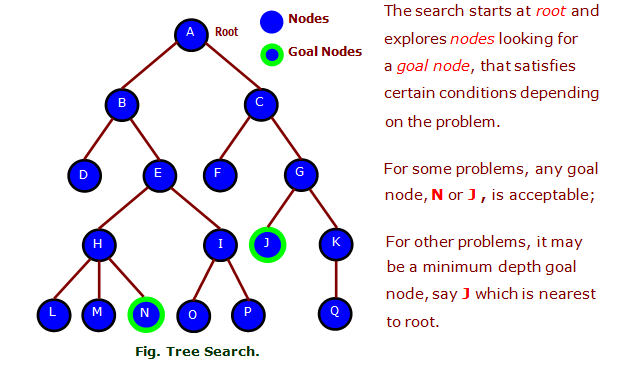 A Root
Nodes
Goal Nodes
B C
D E F G
H I J K
L M N O P Q
Fig. Tree Search.
The search starts at root and
explores nodes looking for
a goal node, that satisfies
certain conditions depending
on the problem.
For some problems, any goal
node, N or J , is acceptable;
For other problems, it may
be a minimum depth goal
node, say J which is nearest
to root.